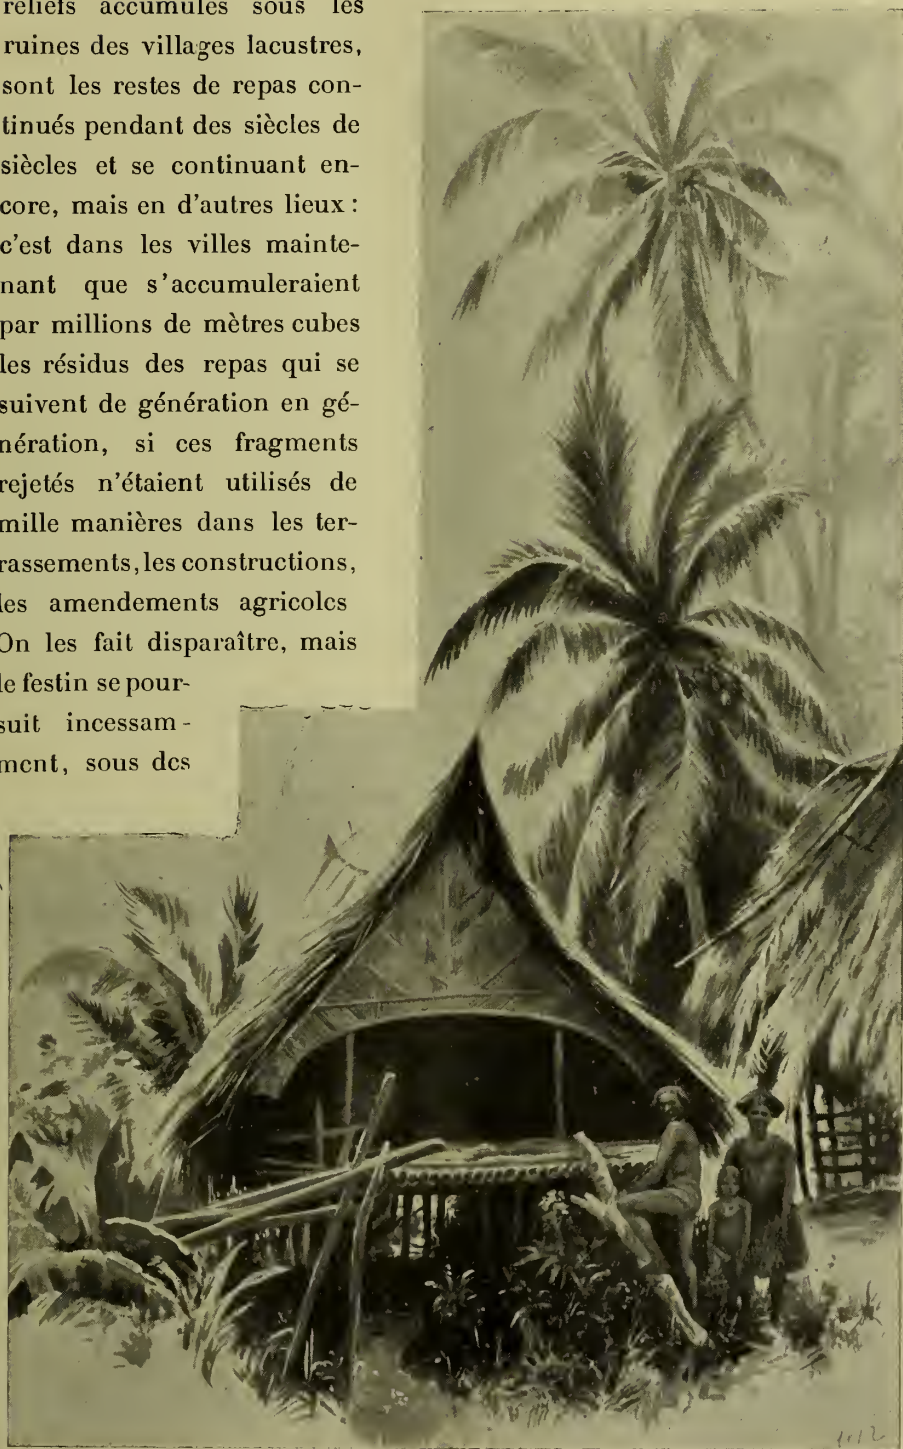 reliefs accumulés sous les
ruines des villages lacustres,
sont les restes de repas con-
tinués pendant des siècles de
siècles et se continuant en-
core, mais en d'autres lieux :
c'est dans les villes mainte-
nant que s'accumuleraient
par millions de mètres cubes
les résidus des repas qui se
suivent de génération en gé-
nération, si ces fragments
rejetés n'étaient utilisés de
mille manières dans les ter-
rassements, les constructions,
les amendements agricoles
On les fait disparaître, mais
le festin se pour-
suit incessam-
ment, sous des